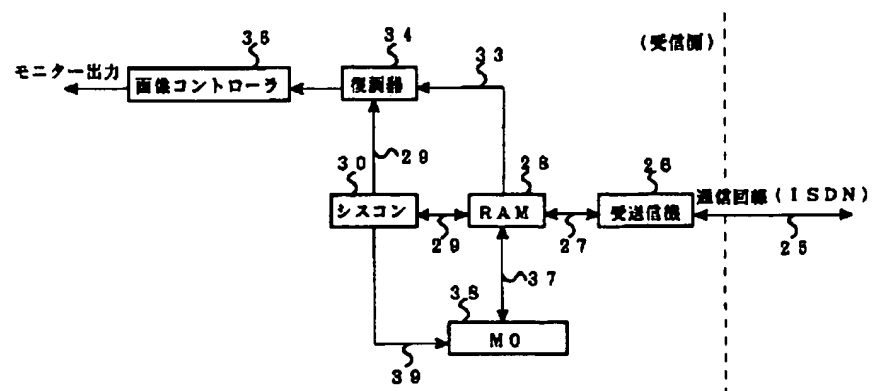 (受信側)
36
34
33
モニター出力
画像コントローラ
復調器
29
30
28
26
通信回線(ISDN)
シスコン
RAM
受送信機
29
27
25
37
38
MO
39